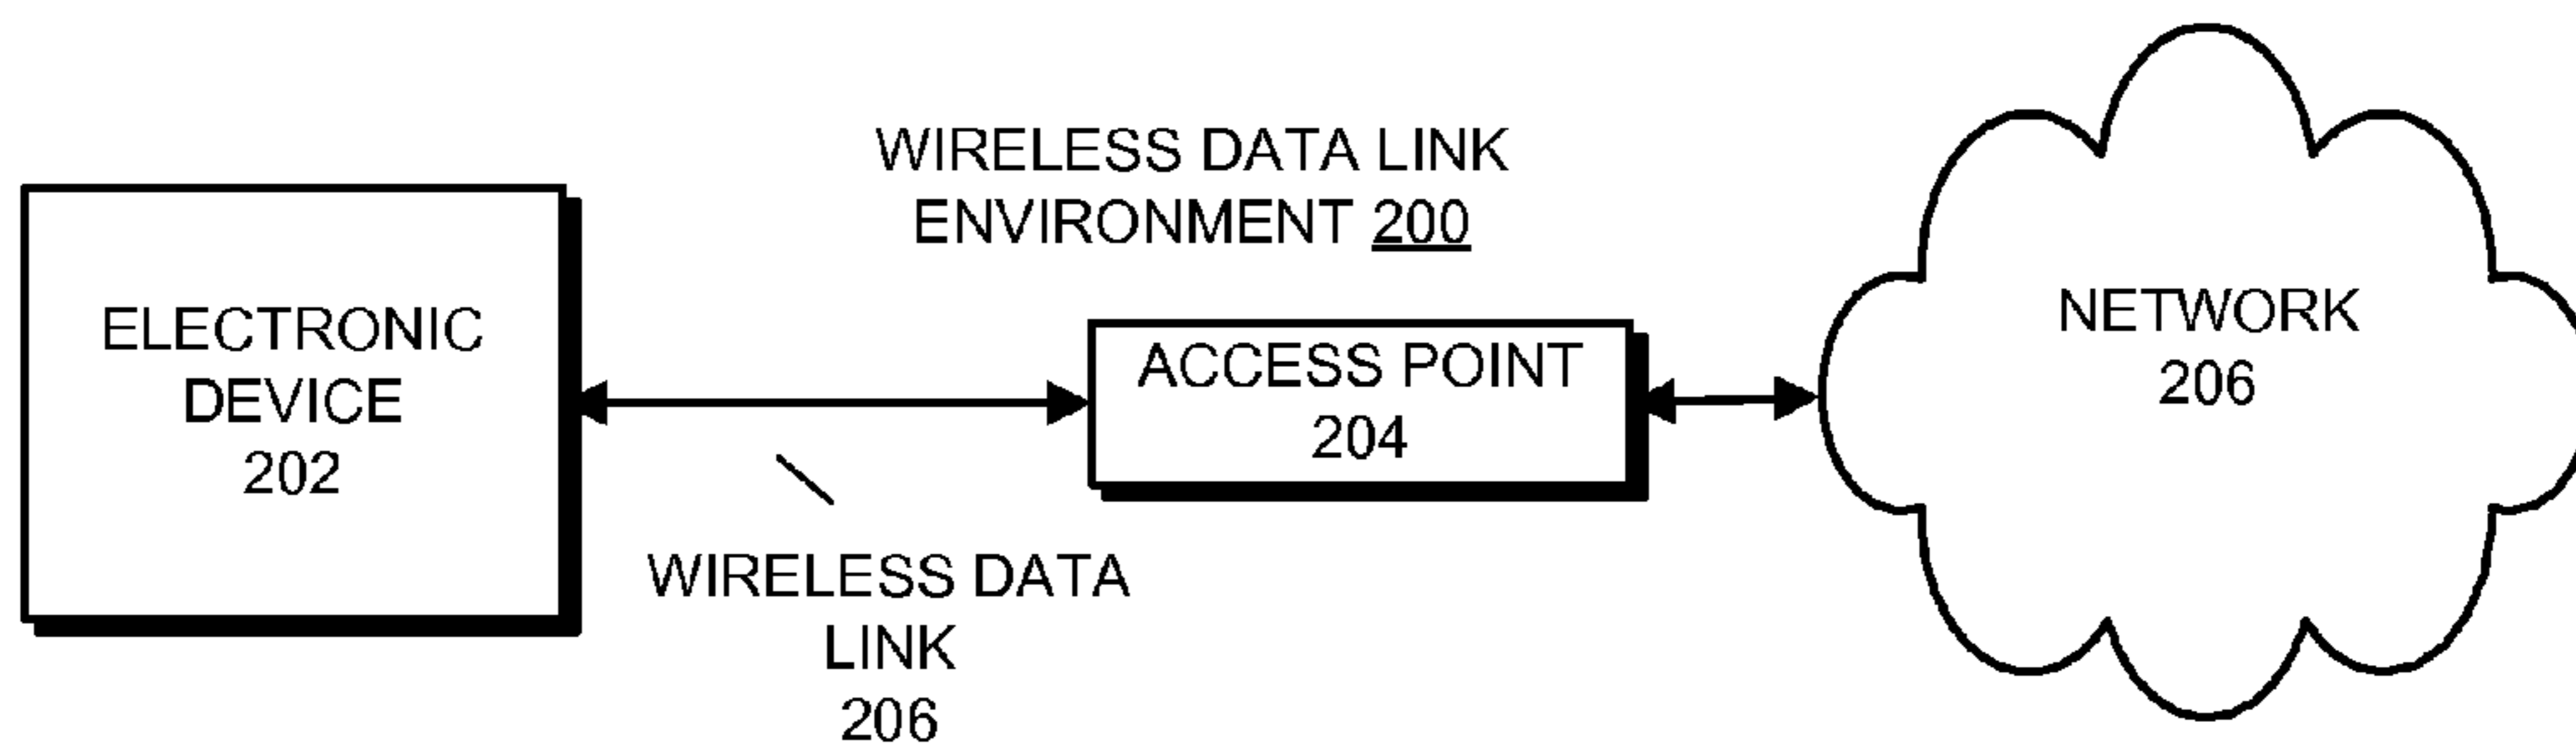 WIRELESS DATA LINK
ENVIRONMENT 200
ELECTRONIC
DEVICE
202
ACCESS POINT
204
NETWORK
206
WIRELESS DATA
LINK
206